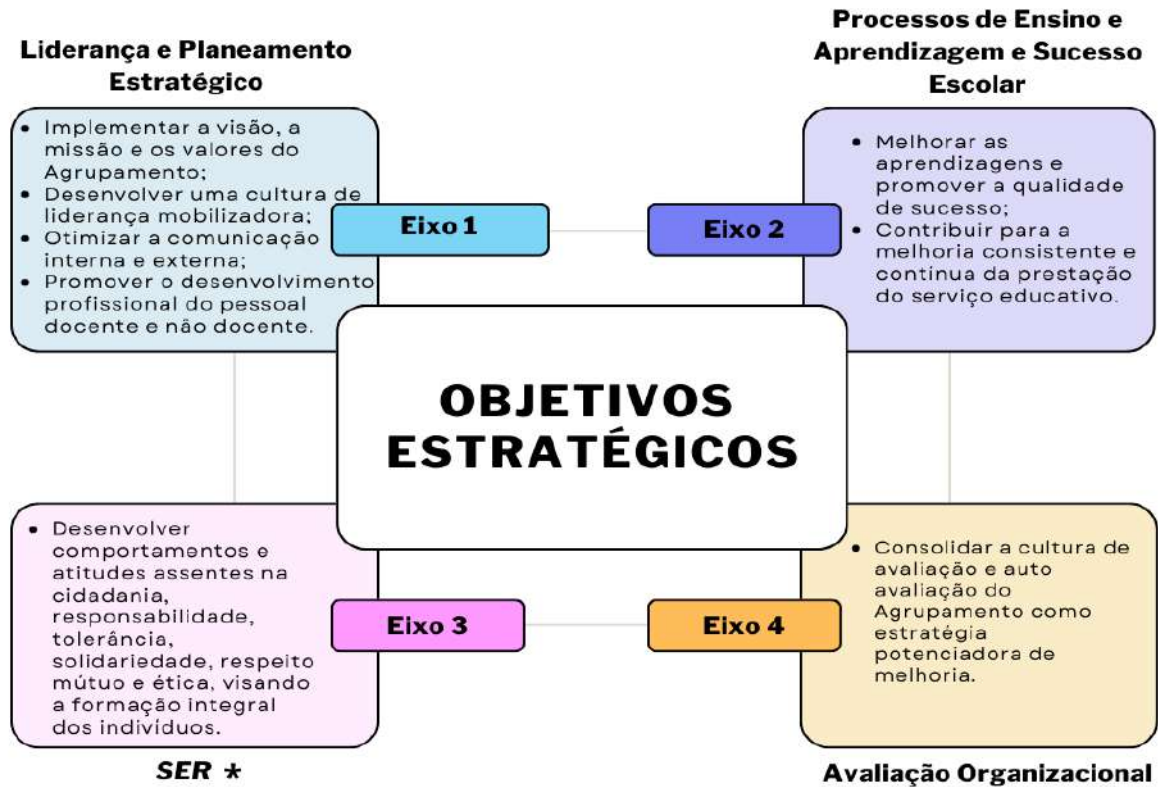 Liderança e Planeamento
Estratégico
• Implementar a visão, a
missão e os valores do
Agrupamento;
• Desenvolver uma cultura de
liderança mobilizadora;
• Otimizar a comunicação
interna e externa;
• Promover o desenvolvimento
profissional do pessoal
docente e não docente.
Eixo 1
Processos de Ensino e
Aprendizagem e Sucesso
Escolar
• Melhorar as
aprendizagens e
promover a qualidade
de sucesso;
• Contribuir para a
melhoria consistente e
contínua da prestação
do serviço educativo.
Eixo 2
OBJETIVOS
ESTRATÉGICOS
• Desenvolver
comportamentos e
atitudes assentes na
cidadania,
responsabilidade,
tolerância,
solidariedade, respeito
mútuo e ética, visando
a formação integral
dos indivíduos.
Eixo 3
SER *
Eixo 4
• Consolidar a cultura de
avaliação e auto
avaliação do
Agrupamento como
estratégia
potenciadora de
melhoria.
Avaliação Organizacional